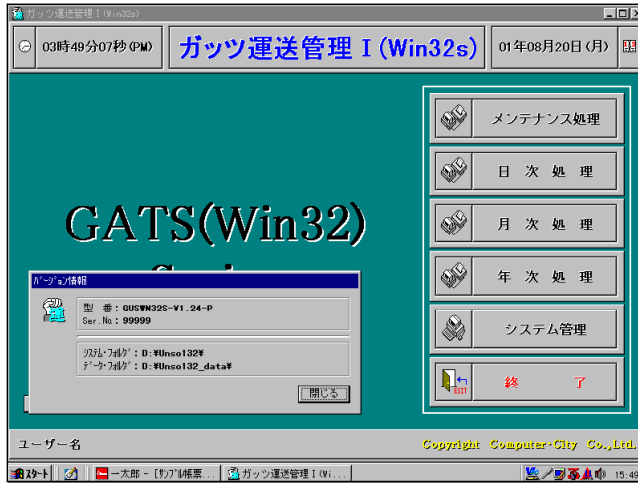 ガッツ運送管理Ⅰ(Win32s)
03時49分07秒(PM)
ガッツ運送管理Ⅰ(Win32s)
01年08月20日(月)
GATS(Win32)
メンテナンス処理
日 次 処 理
月 次 処 理
年 次 処 理
システム管理
EXIT
終 了
ﾊﾞｰｼﾞｮﾝ情報
型 番:GUSWN32S-V1.24-P
Ser.No.:99999
ｼｽﾃﾑ・ﾌｫﾙﾀﾞ:D:¥Unso132¥
ﾃﾞｰﾀ・ﾌｫﾙﾀﾞ:D:¥Unso132_data¥
閉じる
ユーザー名
Copyright Computer-City Co.,Ltd.
ｽﾀｰﾄ
一太郎 - [ｻﾝﾌﾟﾙ帳票...
ガッツ運送管理Ⅰ(Wi...
15:49